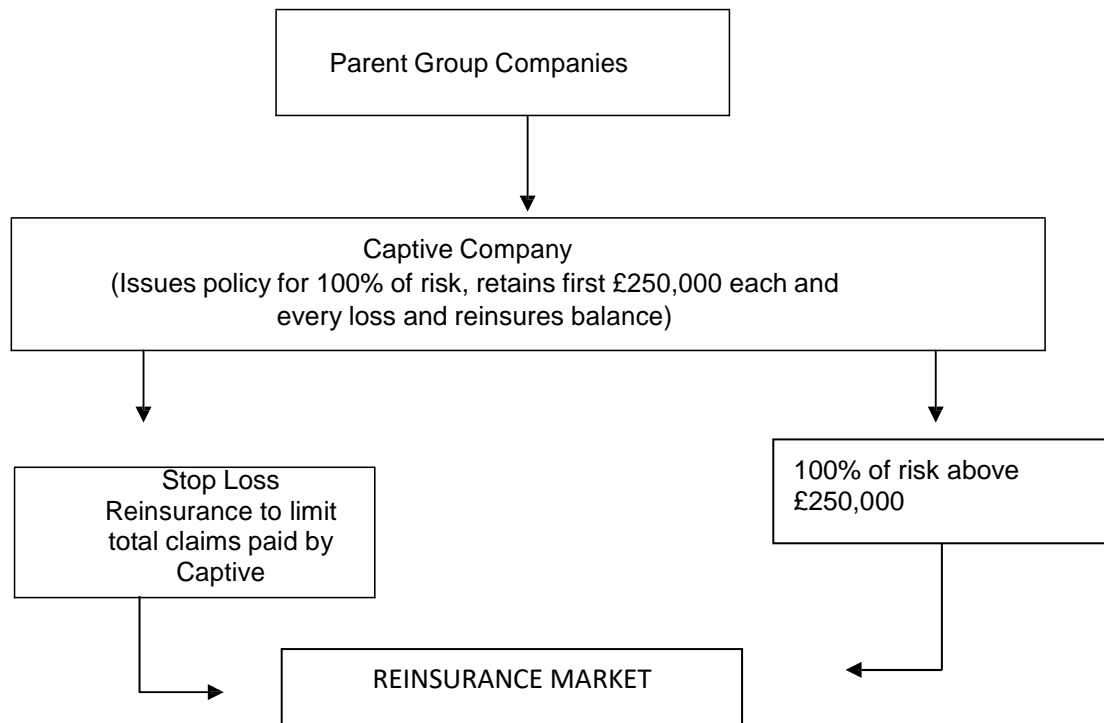 Parent Group Companies
Captive Company
(Issues policy for 100% of risk, retains first £250,000 each and
every loss and reinsures balance)
Stop Loss
Reinsurance to limit
total claims paid by
Captive
100% of risk above
£250,000
REINSURANCE MARKET